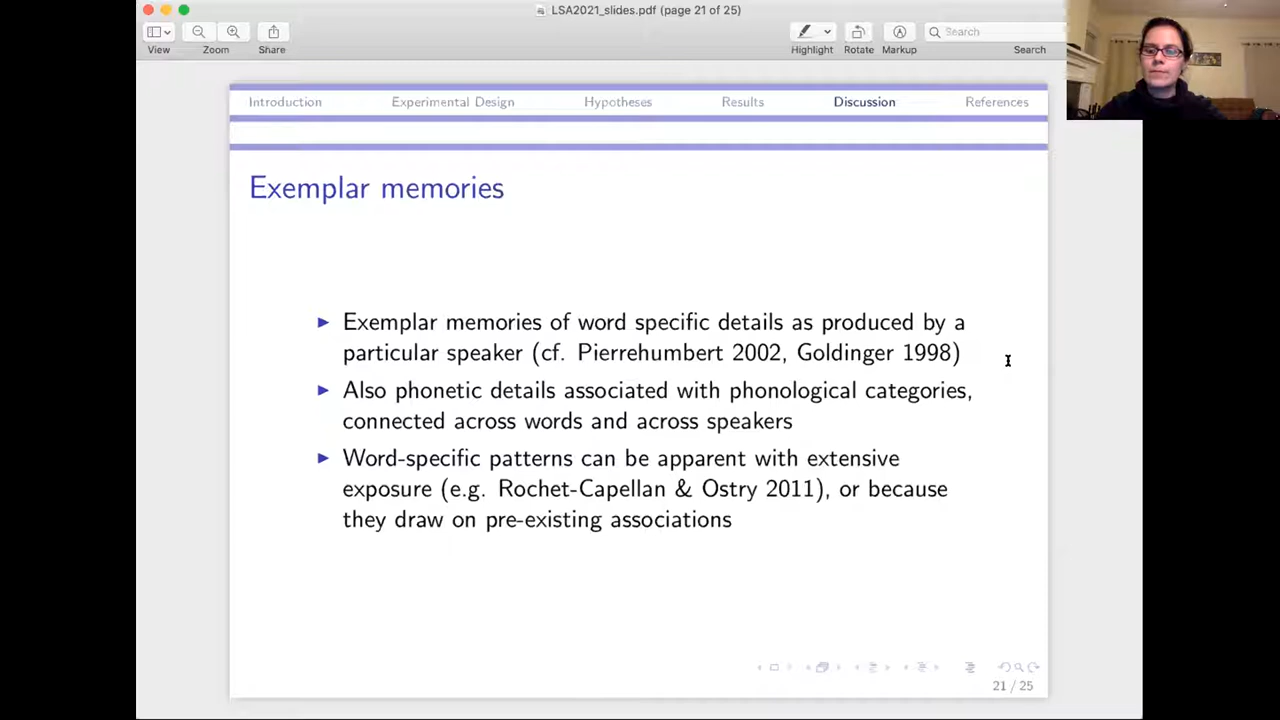 LSA2021_slides.pdf (page 21 of 25)
Search
View
Zoom
Share
Highlight
Rotate
Markup
Search
Introduction
Experimental Design
Hypotheses
Results
Discussion
References
Exemplar memories
Exemplar memories of word specific details as produced by a
particular speaker (cf. Pierrehumbert 2002, Goldinger 1998)
Also phonetic details associated with phonological categories,
connected across words and across speakers
Word-specific patterns can be apparent with extensive
exposure (e.g. Rochet-Capellan & Ostry 2011), or because
they draw on pre-existing associations
21 / 25